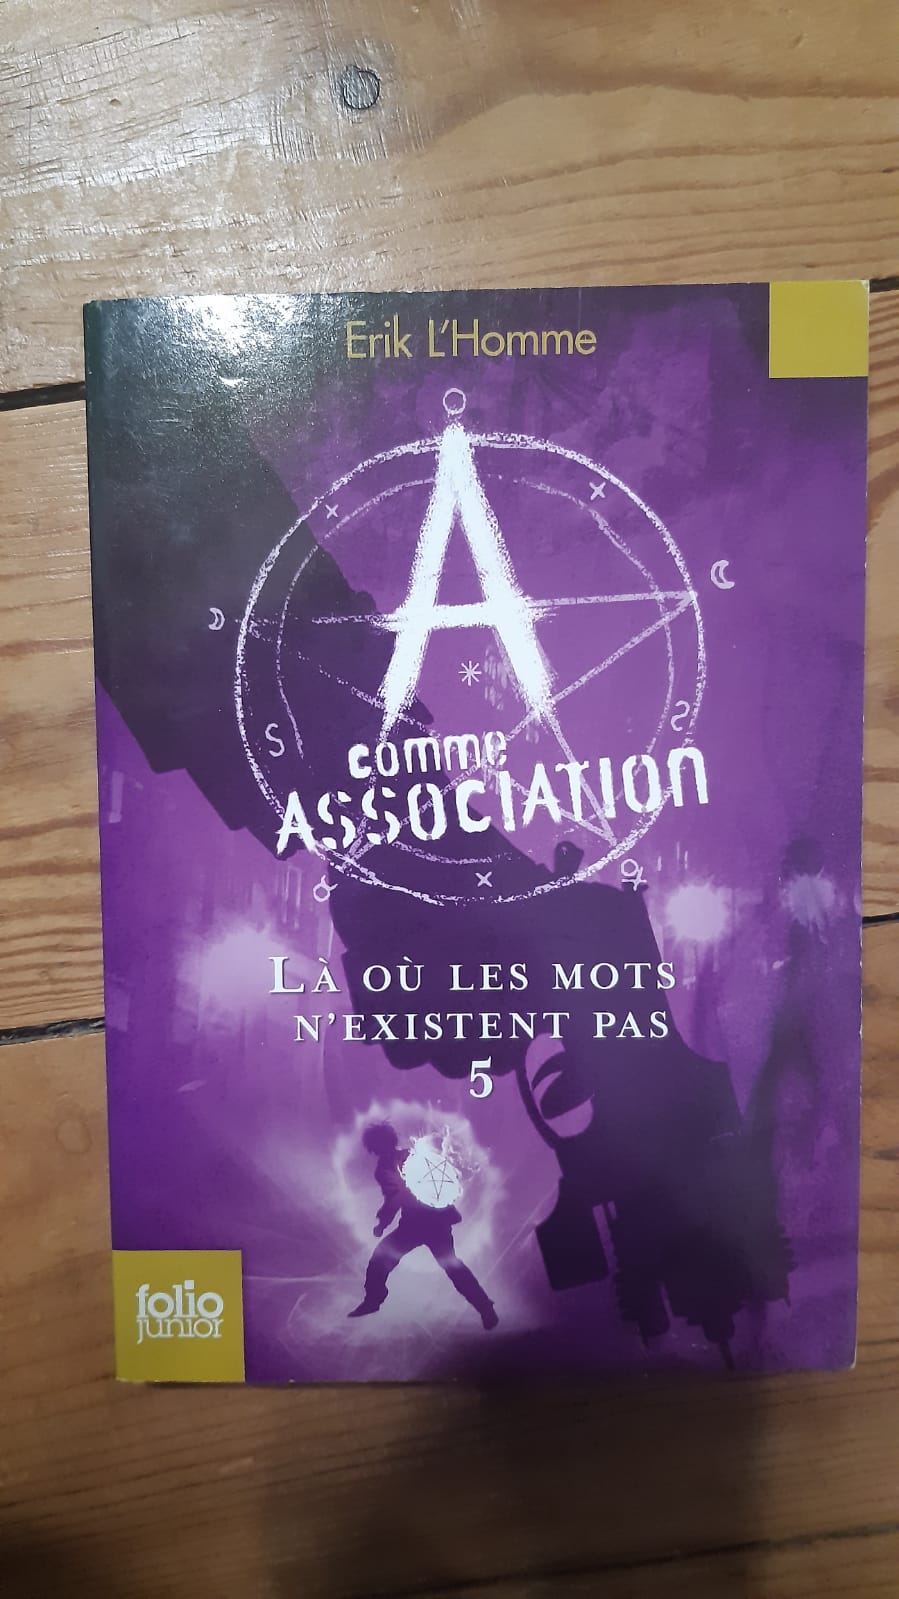 Erik L'Homme
A
comme
ASSOCIATION
LÀ OÙ LES MOTS
N'EXISTENT PAS
5
folio
junior